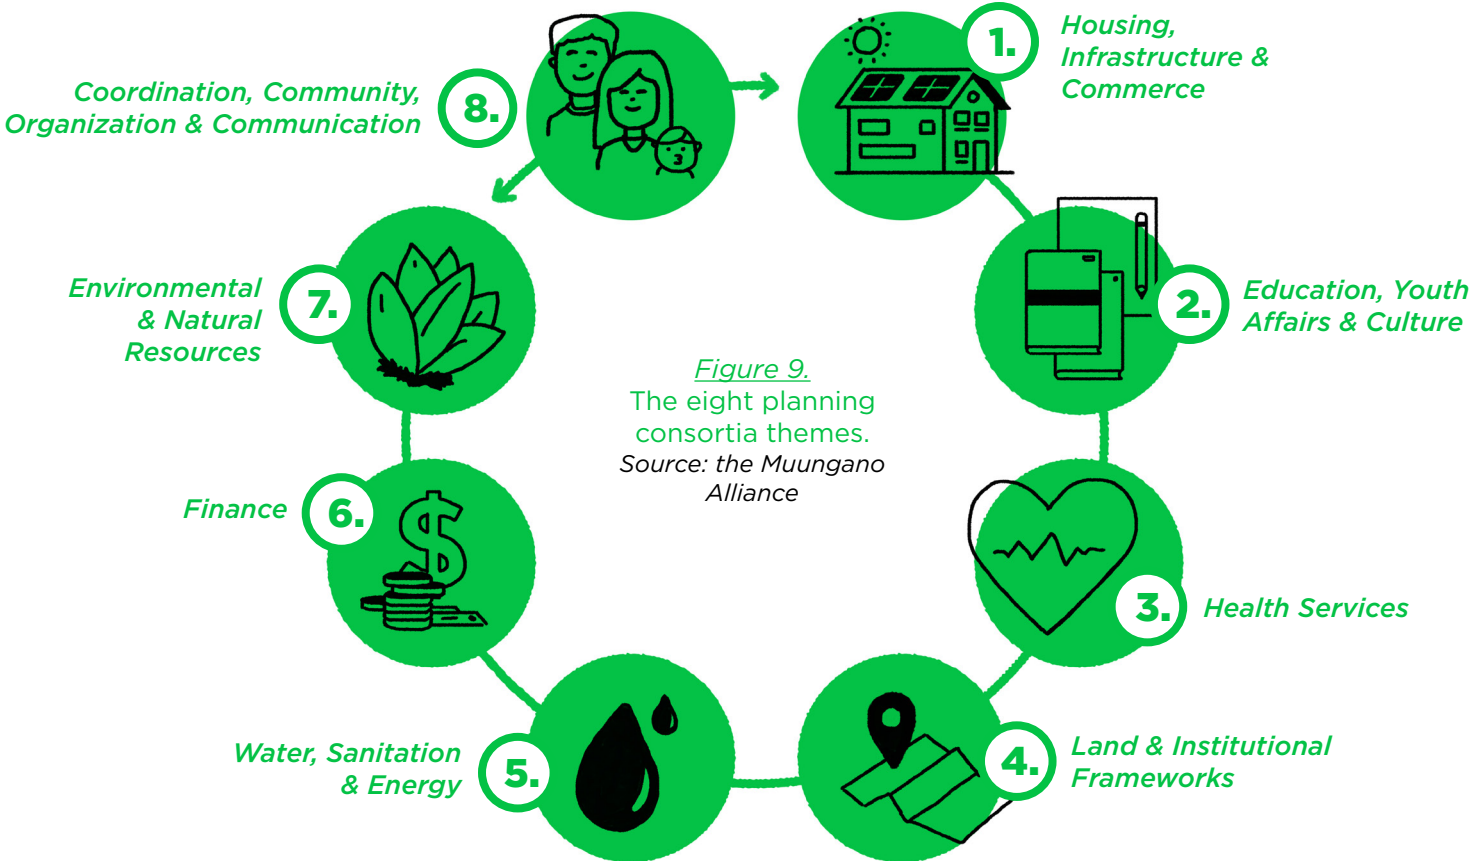 1.
Housing,
Infrastructure &
Commerce
2.
Education, Youth
Affairs & Culture
3.
Health Services
4.
Land & Institutional
Frameworks
5.
Water, Sanitation
& Energy
6.
Finance
7.
Environmental
& Natural
Resources
8.
Coordination, Community,
Organization & Communication
Figure 9.
The eight planning
consortia themes.
Source: the Muungano
Alliance
$